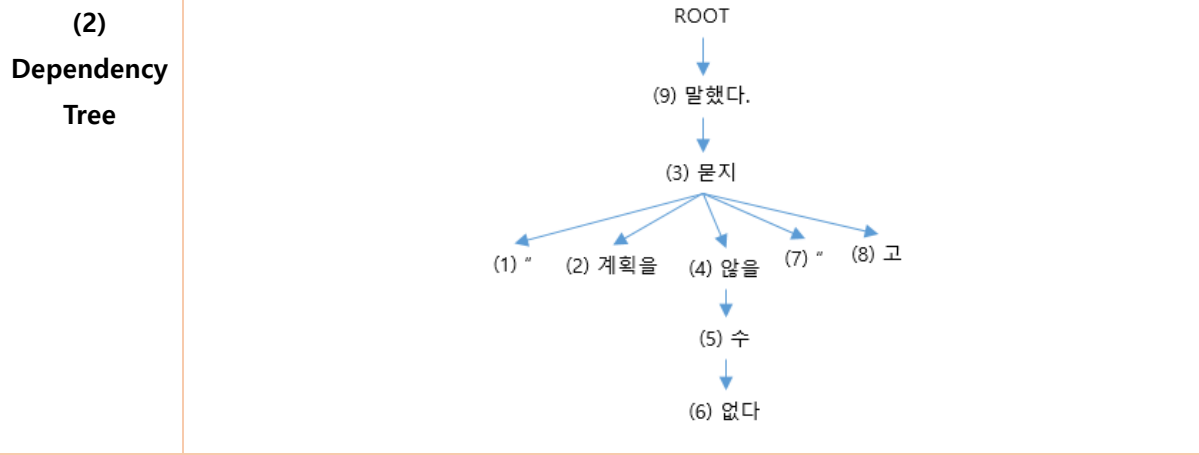 (2)
Dependency
Tree
ROOT
(9) 말했다.
(3) 묻지
(1) “ (2) 계획을 (4) 않을 (7) “ (8) 고
(5) 수
(6) 없다